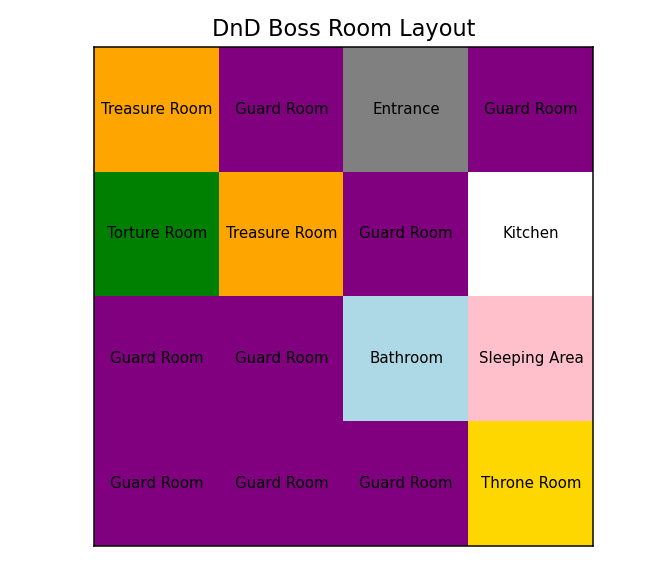 DnD Boss Room Layout
Treasure Room
Guard Room
Entrance
Guard Room
Torture Room
Treasure Room
Guard Room
Kitchen
Guard Room
Guard Room
Bathroom
Sleeping Area
Guard Room
Guard Room
Guard Room
Throne Room